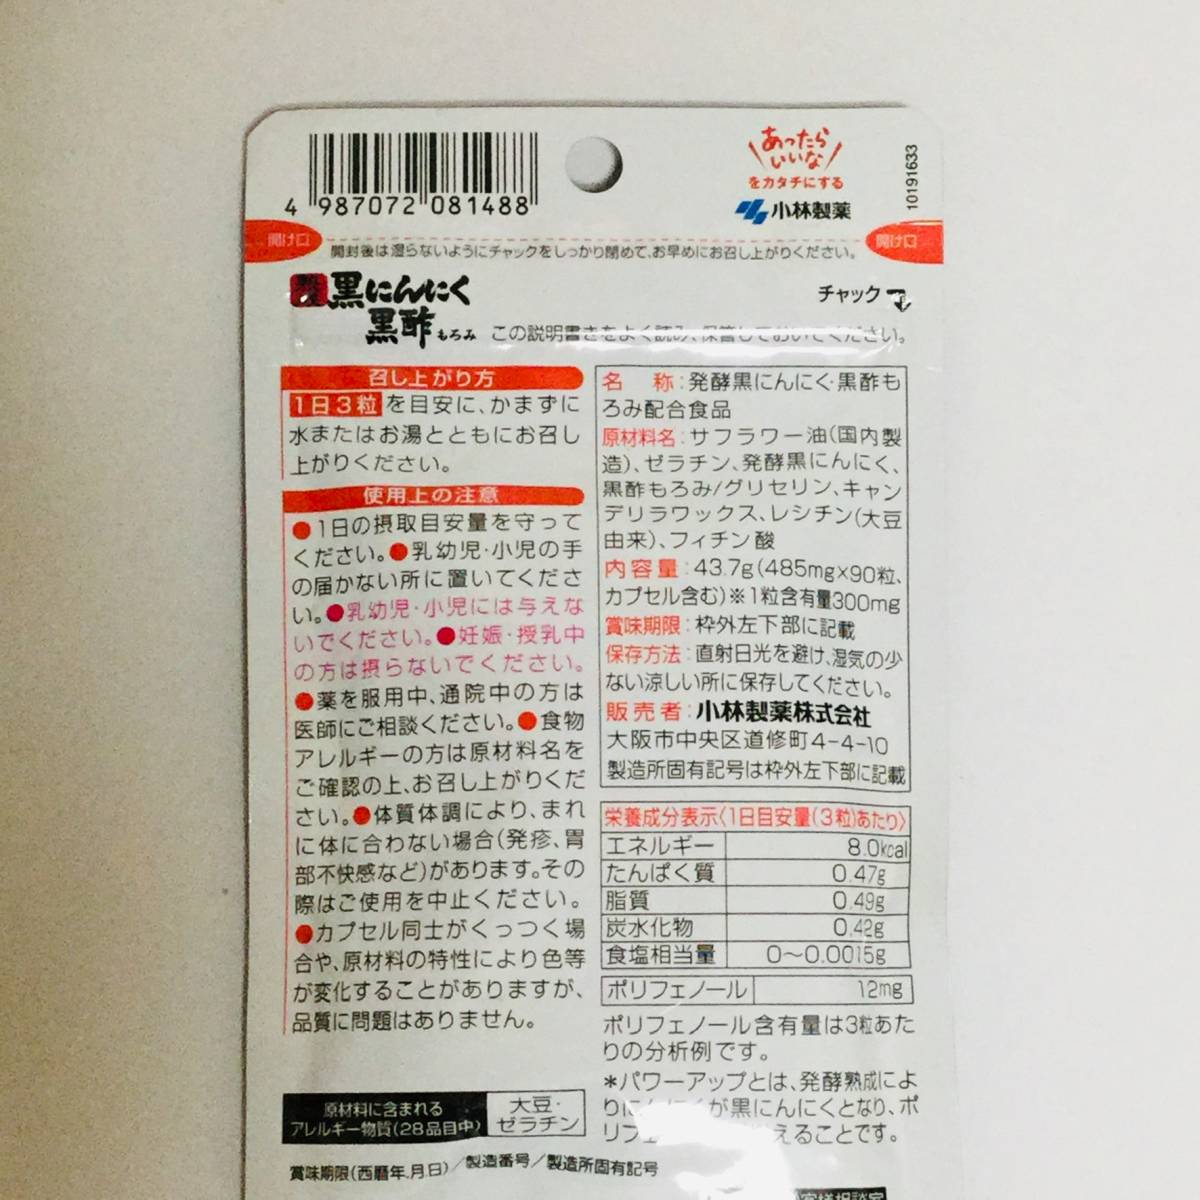 4 987072 081488
あったら
いいな
をカタチにする
小林製薬
10191633
開け口
開け口
開封後は湿らないようにチャックをしっかり閉めて、お早めにお召し上がりください。
黒にんにく
黒酢もろみ
チャック
この説明書きをよく読み、保管しておいてください。
召し上がり方
1日3粒を目安に、かまずに
水またはお湯とともにお召し
上がりください。
使用上の注意
●1日の摂取目安量を守って
ください。●乳幼児・小児の手
の届かない所に置いてくださ
い。●乳幼児・小児には与えな
いでください。●妊娠・授乳中
の方は摂らないでください。
●薬を服用中、通院中の方は
医師にご相談ください。●食物
アレルギーの方は原材料名を
ご確認の上、お召し上がりくだ
さい。●体質体調により、まれ
に体に合わない場合(発疹、胃
部不快感など)があります。その
際はご使用を中止ください。
●カプセル同士がくっつく場
合や、原材料の特性により色等
が変化することがありますが、
品質に問題はありません。
原材料に含まれる
アレルギー物質(28品目中)
大豆・
ゼラチン
賞味期限(西暦年.月.日)/製造番号/製造所固有記号
名 称:発酵黒にんにく・黒酢も
ろみ配合食品
原材料名:サフラワー油(国内製
造)、ゼラチン、発酵黒にんにく、
黒酢もろみ/グリセリン、キャン
デリラワックス、レシチン(大豆
由来)、フィチン酸
内容量:43.7g(485mg×90粒、
カプセル含む)※1粒含有量300mg
賞味期限:枠外左下部に記載
保存方法:直射日光を避け、湿気の少
ない涼しい所に保存してください。
販売者:小林製薬株式会社
大阪市中央区道修町4-4-10
製造所固有記号は枠外左下部に記載
栄養成分表示〈1日目安量(3粒)あたり〉
エネルギー 8.0kcal
たんぱく質 0.47g
脂質 0.49g
炭水化物 0.42g
食塩相当量 0〜0.0015g
ポリフェノール 12mg
ポリフェノール含有量は3粒あた
りの分析例です。
*パワーアップとは、発酵熟成によ
りにんにくが黒にんにくとなり、ポ
リフェ えることです。